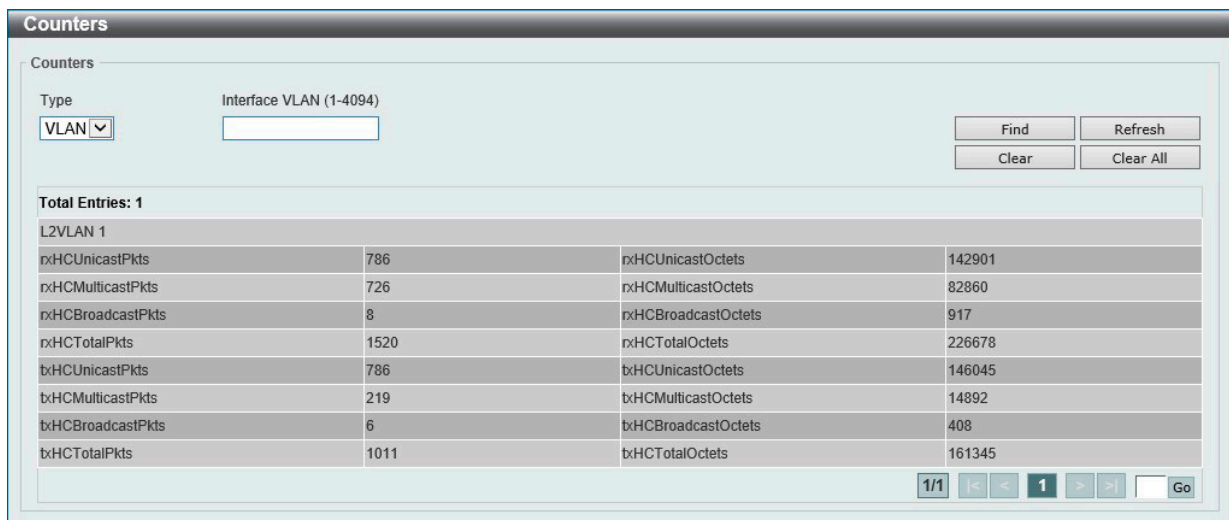 Counters
Counters
Type Interface VLAN (1-4094)
VLAN Find Refresh
Clear Clear All
Total Entries: 1
L2VLAN 1
rxHCUnicastPkts 786 rxHCUnicastOctets 142901
rxHCMulticastPkts 726 rxHCMulticastOctets 82860
rxHCBroadcastPkts 8 rxHCBroadcastOctets 917
rxHCTotalPkts 1520 rxHCTotalOctets 226678
txHCUnicastPkts 786 txHCUnicastOctets 146045
txHCMulticastPkts 219 txHCMulticastOctets 14892
txHCBroadcastPkts 6 txHCBroadcastOctets 408
txHCTotalPkts 1011 txHCTotalOctets 161345
1/1 |< < 1 > >| Go